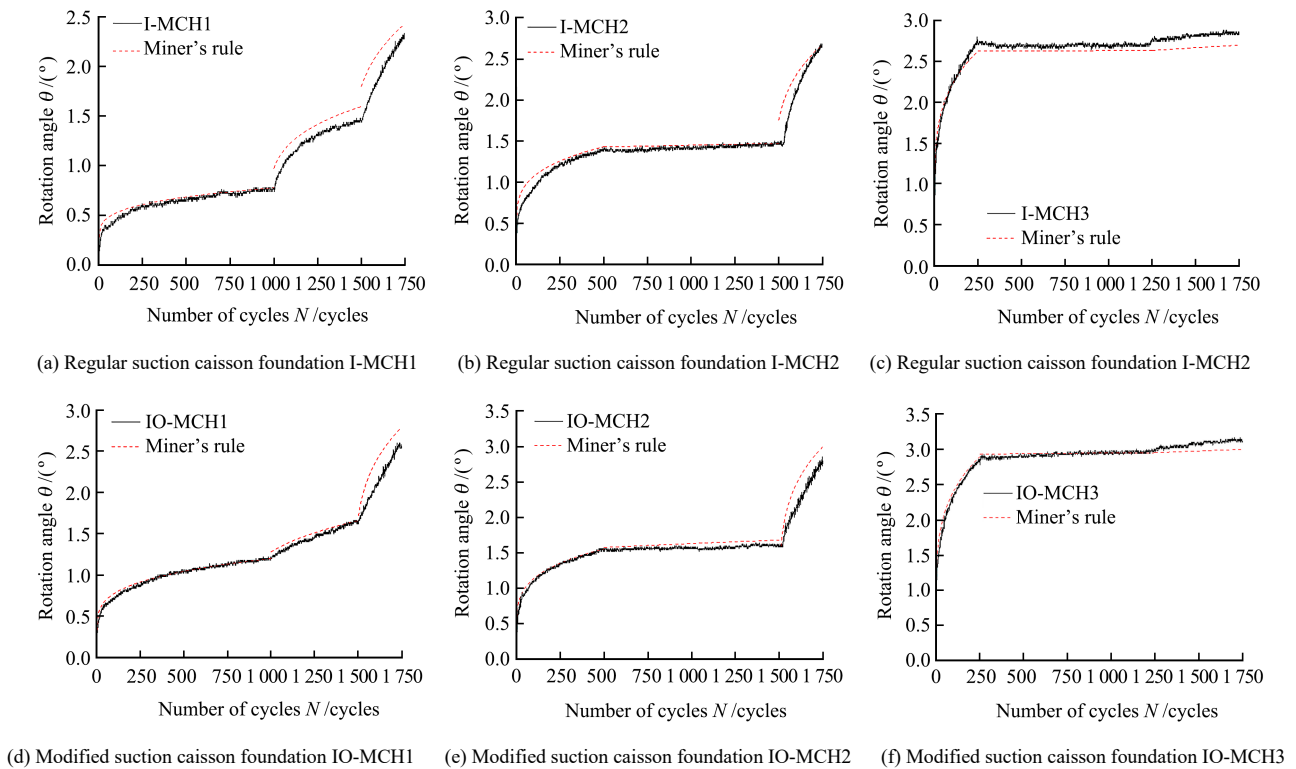 2.5
2.0
1.5
1.0
0.5
0.0
I-MCH1
Miner's rule
Rotation angle θ /(°)
0 250 500 750 1 000 1 250 1 500 1 750
Number of cycles N /cycles
(a) Regular suction caisson foundation I-MCH1
3.0
2.5
2.0
1.5
1.0
0.5
0.0
I-MCH2
Miner's rule
Rotation angle θ /(°)
0 250 500 750 1 000 1 250 1 500 1 750
Number of cycles N /cycles
(b) Regular suction caisson foundation I-MCH2
3.0
2.5
2.0
1.5
1.0
0.5
0.0
I-MCH3
Miner's rule
Rotation angle θ /(°)
0 250 500 750 1 000 1 250 1 500 1 750
Number of cycles N /cycles
(c) Regular suction caisson foundation I-MCH2
3.0
2.5
2.0
1.5
1.0
0.5
0.0
IO-MCH1
Miner's rule
Rotation angle θ /(°)
0 250 500 750 1 000 1 250 1 500 1 750
Number of cycles N /cycles
(d) Modified suction caisson foundation IO-MCH1
3.5
3.0
2.5
2.0
1.5
1.0
0.5
0.0
IO-MCH2
Miner's rule
Rotation angle θ /(°)
0 250 500 750 1 000 1 250 1 500 1 750
Number of cycles N /cycles
(e) Modified suction caisson foundation IO-MCH2
3.5
3.0
2.5
2.0
1.5
1.0
0.5
0.0
IO-MCH3
Miner's rule
Rotation angle θ /(°)
0 250 500 750 1 000 1 250 1 500 1 750
Number of cycles N /cycles
(f) Modified suction caisson foundation IO-MCH3